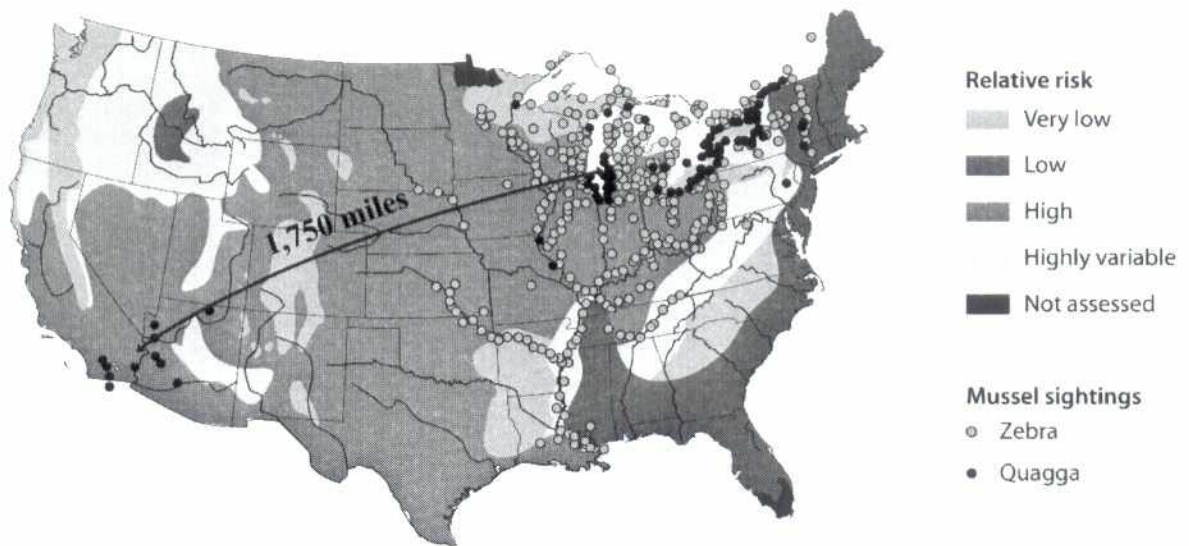 1,750 miles
Relative risk
Very low
Low
High
Highly variable
Not assessed
Mussel sightings
Zebra
Quagga